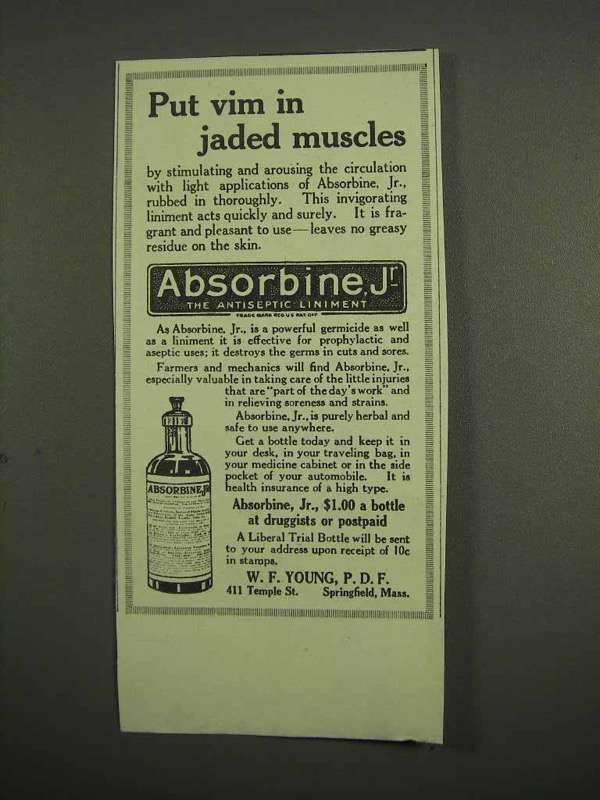 Put vim in
jaded muscles
by stimulating and arousing the circulation
with light applications of Absorbine, Jr.,
rubbed in thoroughly. This invigorating
liniment acts quickly and surely. It is fra-
grant and pleasant to use—leaves no greasy
residue on the skin.
Absorbine, Jr.
THE ANTISEPTIC LINIMENT
TRADE MARK REG. U.S. PAT. OFF.
As Absorbine, Jr., is a powerful germicide as well
as a liniment it is effective for prophylactic and
aseptic uses; it destroys the germs in cuts and sores.
Farmers and mechanics will find Absorbine, Jr.,
especially valuable in taking care of the little injuries
that are "part of the day's work" and
in relieving soreness and strains.
Absorbine, Jr., is purely herbal and
safe to use anywhere.
Get a bottle today and keep it in
your desk, in your traveling bag, in
your medicine cabinet or in the side
pocket of your automobile. It is
health insurance of a high type.
ABSORBINE, JR.
Absorbine, Jr., $1.00 a bottle
at druggists or postpaid
A Liberal Trial Bottle will be sent
to your address upon receipt of 10c
in stamps.
W. F. YOUNG, P. D. F.
411 Temple St. Springfield, Mass.